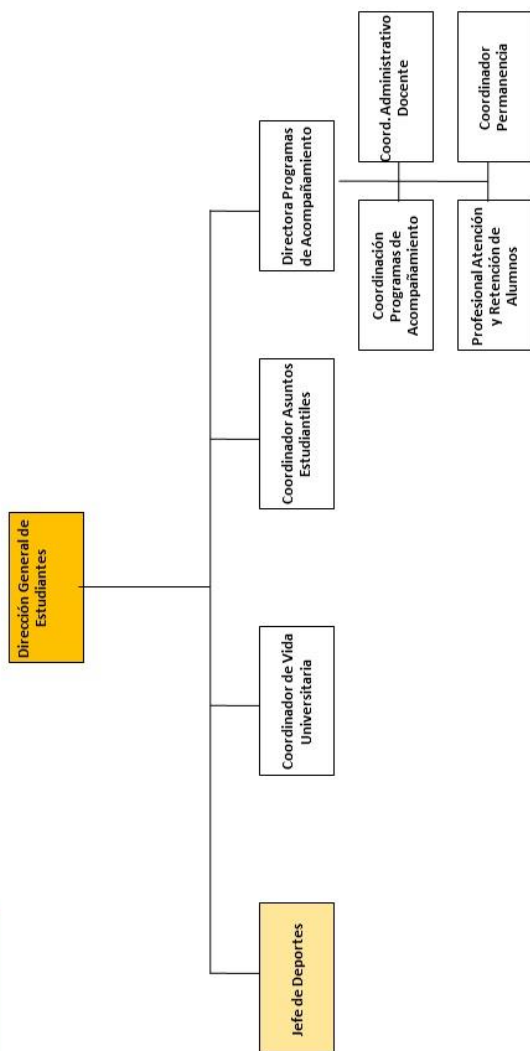 Dirección General de
Estudiantes
Jefe de Deportes
Coordinador de Vida
Universitaria
Coordinador Asuntos
Estudiantiles
Directora Programas
de Acompañamiento
Coordinación
Programas de
Acompañamiento
Coord. Administrativo
Docente
Profesional Atención
y Retención de
Alumnos
Coordinador
Permanencia